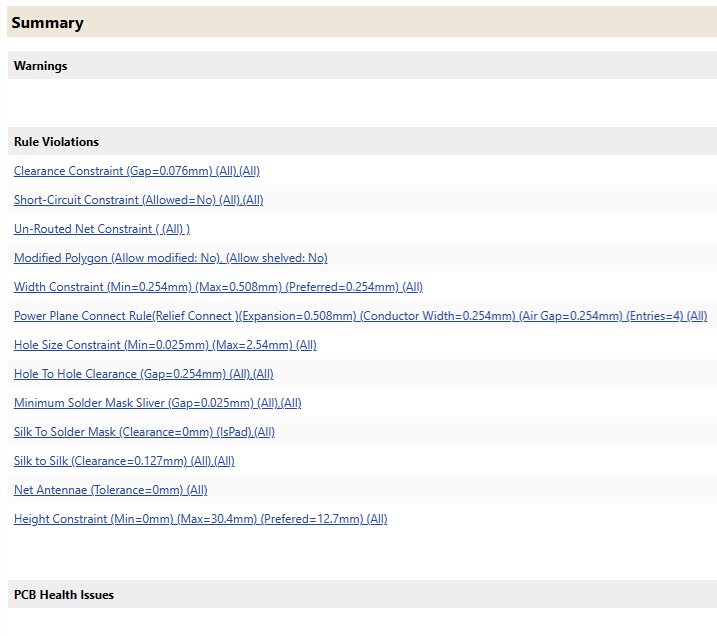 Summary
Warnings
Rule Violations
Clearance Constraint (Gap=0.076mm) (All),(All)
Short-Circuit Constraint (Allowed=No) (All),(All)
Un-Routed Net Constraint ( (All) )
Modified Polygon (Allow modified: No), (Allow shelved: No)
Width Constraint (Min=0.254mm) (Max=0.508mm) (Preferred=0.254mm) (All)
Power Plane Connect Rule(Relief Connect )(Expansion=0.508mm) (Conductor Width=0.254mm) (Air Gap=0.254mm) (Entries=4) (All)
Hole Size Constraint (Min=0.025mm) (Max=2.54mm) (All)
Hole To Hole Clearance (Gap=0.254mm) (All),(All)
Minimum Solder Mask Sliver (Gap=0.025mm) (All),(All)
Silk To Solder Mask (Clearance=0mm) (IsPad),(All)
Silk to Silk (Clearance=0.127mm) (All),(All)
Net Antennae (Tolerance=0mm) (All)
Height Constraint (Min=0mm) (Max=30.4mm) (Prefered=12.7mm) (All)
PCB Health Issues